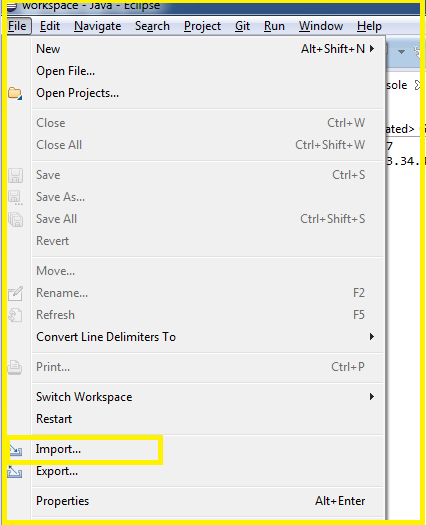 workspace - Java - Eclipse
File Edit Navigate Search Project Git Run Window Help
New Alt+Shift+N
Open File...
Open Projects...
sole
Close Ctrl+W
ated>
Close All Ctrl+Shift+W
7
3.34.
Save Ctrl+S
Save As...
Save All Ctrl+Shift+S
Revert
Move...
Rename... F2
Refresh F5
Convert Line Delimiters To
Print... Ctrl+P
Switch Workspace
Restart
Import...
Export...
Properties Alt+Enter